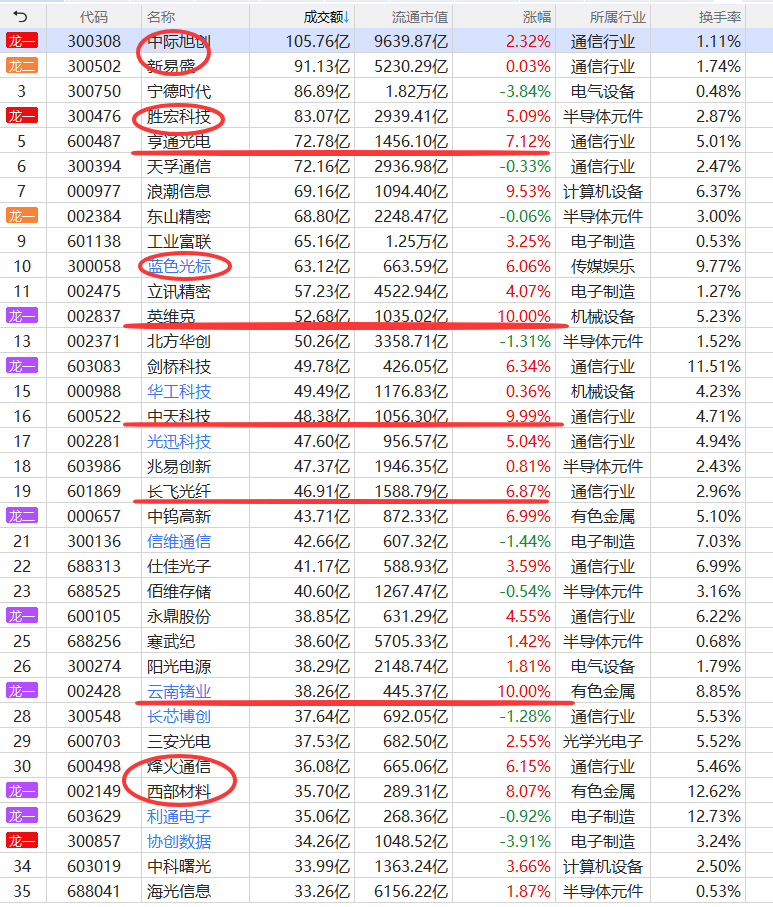 代码 名称 成交额↓ 流通市值 涨幅 所属行业 换手率
龙一 300308 中际旭创 105.76亿 9639.87亿 2.32% 通信行业 1.11%
龙二 300502 新易盛 91.13亿 5230.29亿 0.03% 通信行业 1.74%
3 300750 宁德时代 86.89亿 1.82万亿 -3.84% 电气设备 0.48%
龙一 300476 胜宏科技 83.07亿 2939.41亿 5.09% 半导体元件 2.87%
5 600487 亨通光电 72.78亿 1456.10亿 7.12% 通信行业 5.01%
6 300394 天孚通信 72.16亿 2936.98亿 -0.33% 通信行业 2.47%
7 000977 浪潮信息 69.16亿 1094.40亿 9.53% 计算机设备 6.37%
龙一 002384 东山精密 68.80亿 2248.47亿 -0.06% 半导体元件 3.00%
9 601138 工业富联 65.16亿 1.25万亿 3.25% 电子制造 0.53%
10 300058 蓝色光标 63.12亿 663.59亿 6.06% 传媒娱乐 9.77%
11 002475 立讯精密 57.23亿 4522.94亿 4.07% 电子制造 1.27%
龙一 002837 英维克 52.68亿 1035.02亿 10.00% 机械设备 5.23%
13 002371 北方华创 50.26亿 3358.71亿 -1.31% 半导体元件 1.52%
龙一 603083 剑桥科技 49.78亿 426.05亿 6.34% 通信行业 11.51%
15 000988 华工科技 49.49亿 1176.83亿 0.36% 机械设备 4.23%
16 600522 中天科技 48.38亿 1056.30亿 9.99% 通信行业 4.71%
17 002281 光迅科技 47.60亿 956.57亿 5.04% 通信行业 4.94%
18 603986 兆易创新 47.37亿 1946.35亿 0.81% 半导体元件 2.43%
19 601869 长飞光纤 46.91亿 1588.79亿 6.87% 通信行业 2.96%
龙二 000657 中钨高新 43.71亿 872.33亿 6.99% 有色金属 5.10%
21 300136 信维通信 42.66亿 607.32亿 -1.44% 电子制造 7.03%
22 688313 仕佳光子 41.17亿 588.93亿 3.59% 通信行业 6.99%
23 688525 佰维存储 40.60亿 1267.47亿 -0.54% 半导体元件 3.16%
龙一 600105 永鼎股份 38.85亿 631.29亿 4.55% 通信行业 6.22%
25 688256 寒武纪 38.60亿 5705.33亿 1.42% 半导体元件 0.68%
26 300274 阳光电源 38.29亿 2148.74亿 1.81% 电气设备 1.79%
龙一 002428 云南锗业 38.26亿 445.37亿 10.00% 有色金属 8.85%
28 300548 长芯博创 37.64亿 692.05亿 -1.28% 通信行业 5.53%
29 600703 三安光电 37.53亿 682.50亿 2.55% 光学光电子 5.52%
30 600498 烽火通信 36.08亿 665.06亿 6.15% 通信行业 5.46%
龙一 002149 西部材料 35.70亿 289.31亿 8.07% 有色金属 12.62%
龙一 603629 利通电子 35.06亿 268.36亿 -0.92% 电子制造 12.73%
龙一 300857 协创数据 34.26亿 1048.52亿 -3.91% 电子制造 3.24%
34 603019 中科曙光 33.99亿 1363.24亿 3.66% 计算机设备 2.50%
35 688041 海光信息 33.26亿 6156.22亿 1.87% 半导体元件 0.53%